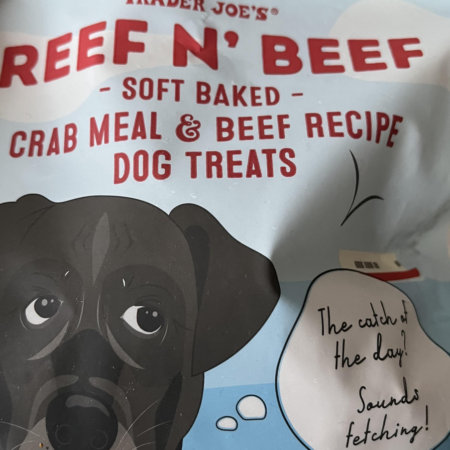 TRADER JOE'S®
REEF N' BEEF
- SOFT BAKED -
CRAB MEAL & BEEF RECIPE
DOG TREATS
The catch of
the day?
Sounds
fetching!